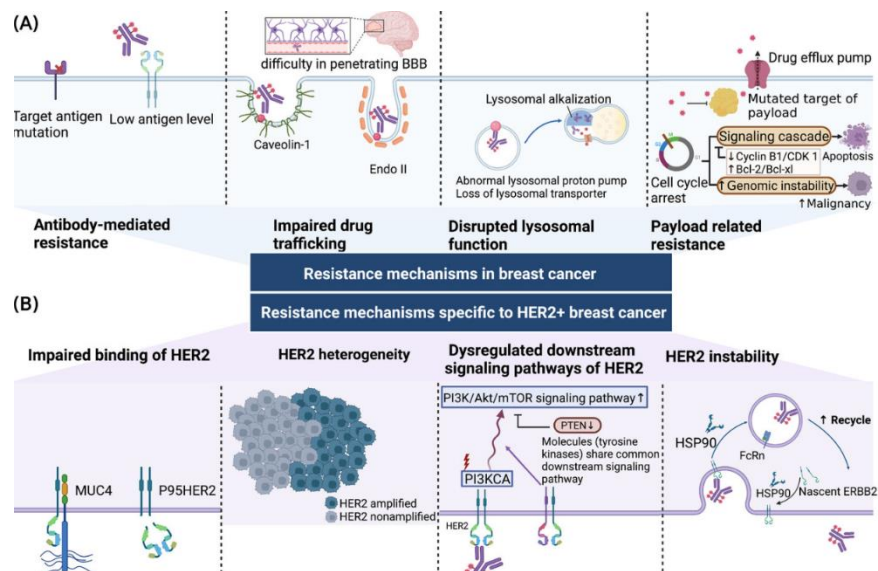 (A)
difficulty in penetrating BBB
Target antigen
mutation
Low antigen level
Caveolin-1
Endo II
Lysosomal alkalization
Abnormal lysosomal proton pump
Loss of lysosomal transporter
Drug efflux pump
Mutated target of
payload
Signaling cascade
↓Cyclin B1/CDK 1
↑Bcl-2/Bcl-xl
Apoptosis
Cell cycle
arrest
↑Genomic instability
↑Malignancy
Antibody-mediated
resistance
Impaired drug
trafficking
Disrupted lysosomal
function
Payload related
resistance
Resistance mechanisms in breast cancer
(B)
Resistance mechanisms specific to HER2+ breast cancer
Impaired binding of HER2
HER2 heterogeneity
Dysregulated downstream
signaling pathways of HER2
HER2 instability
MUC4
P95HER2
HER2 amplified
HER2 nonamplified
PI3K/Akt/mTOR signaling pathway↑
PTEN↓
Molecules (tyrosine
kinases) share common
downstream signaling
pathway
PI3KCA
HER2
HSP90
FcRn
↑ Recycle
HSP90
Nascent ERBB2